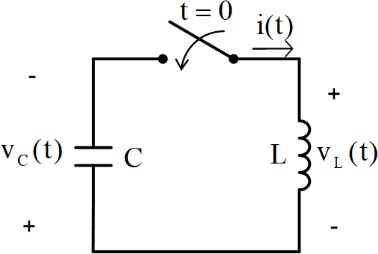 t = 0
i(t)
- +
v_C(t) C L v_L(t)
+ -